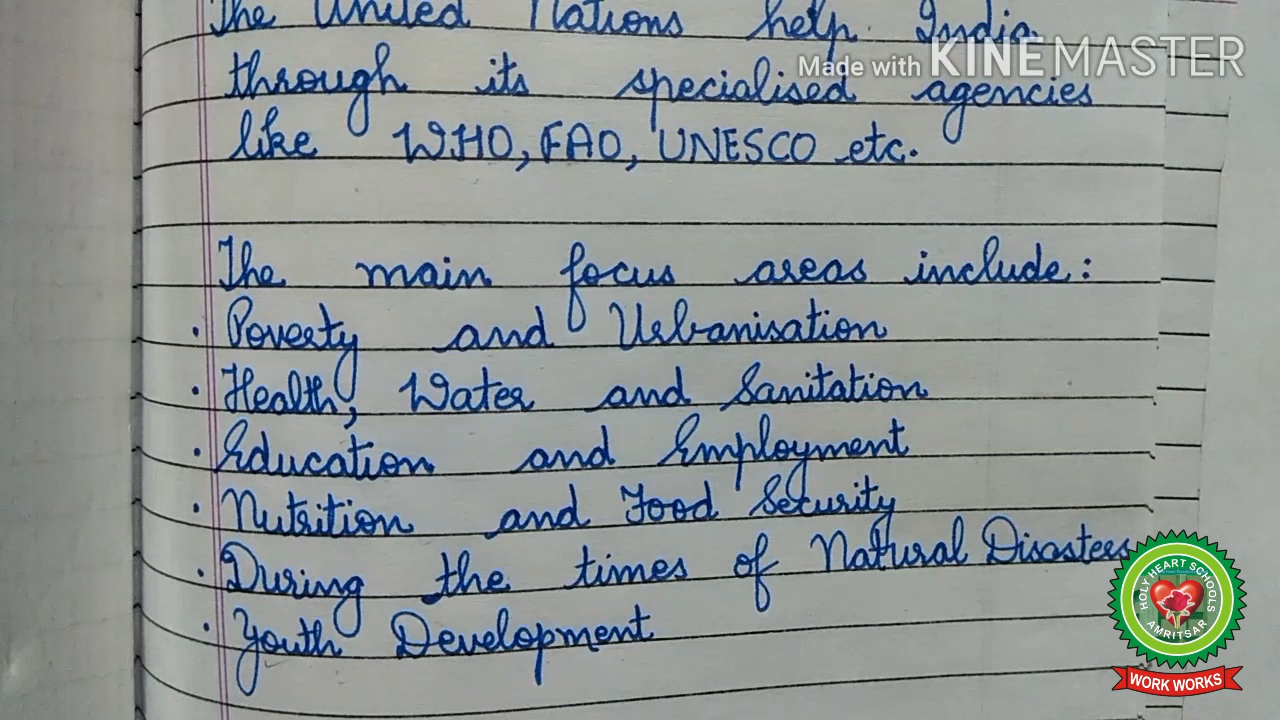 The United Nations help India
Made with KINEMASTER
through its specialised agencies
like WHO, FAO, UNESCO etc.
The main focus areas include:
· Poverty and Urbanisation
· Health, Water and Sanitation
· Education and Employment
· Nutrition and Food Security
· During the times of Natural Disasters
· Youth Development
HOLY HEART SCHOOLS
AMRITSAR
WORK WORKS